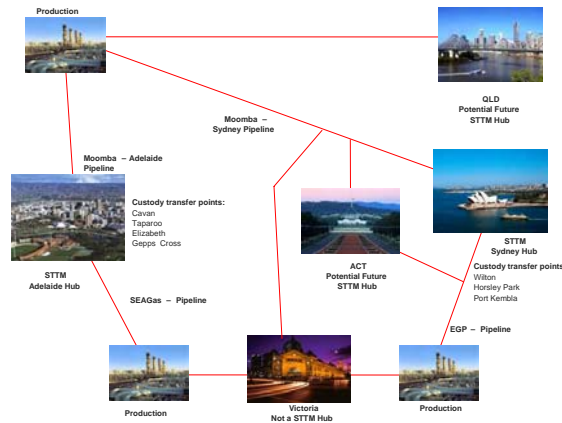 Production
QLD
Potential Future
STTM Hub
Moomba –
Sydney Pipeline
Moomba – Adelaide
Pipeline
Custody transfer points:
Cavan
Taparoo
Elizabeth
Gepps Cross
STTM
Adelaide Hub
ACT
Potential Future
STTM Hub
STTM
Sydney Hub
Custody transfer points
Wilton
Horsley Park
Port Kembla
SEAGas – Pipeline
EGP – Pipeline
Production
Victoria
Not a STTM Hub
Production